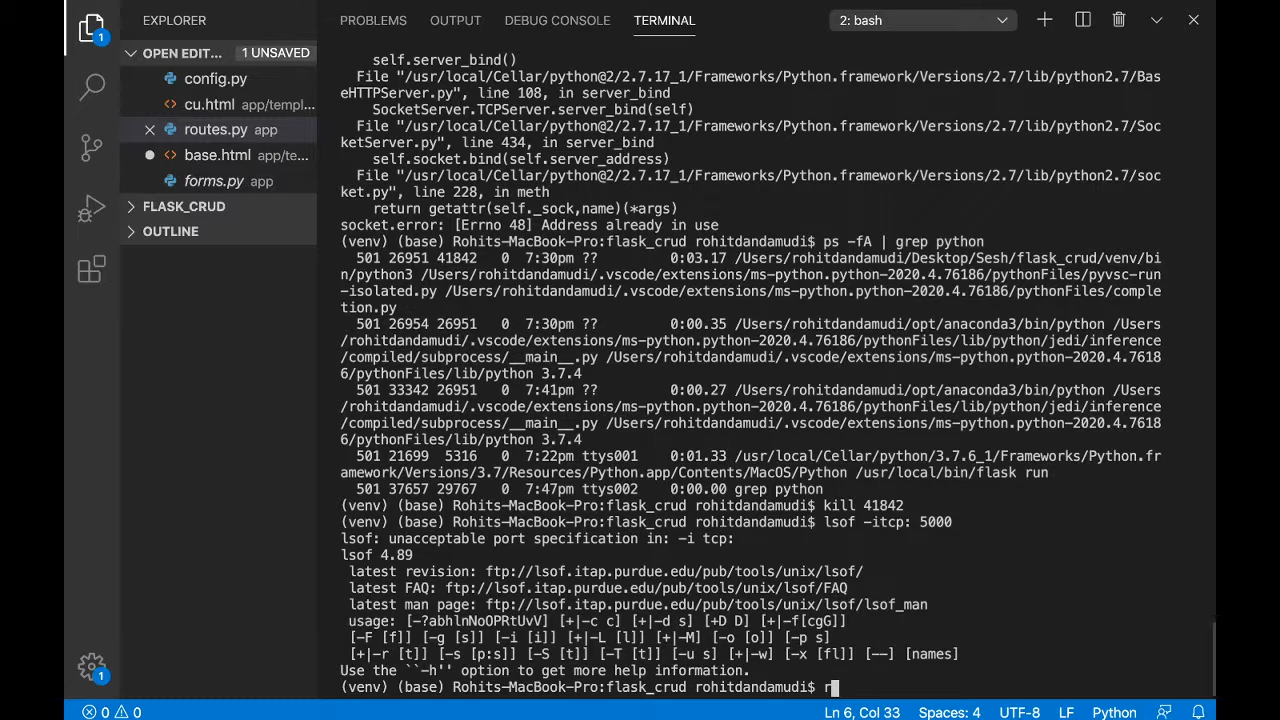 EXPLORER
PROBLEMS OUTPUT DEBUG CONSOLE TERMINAL 2: bash
1
OPEN EDIT... 1 UNSAVED
config.py
cu.html app/templ...
routes.py app
base.html app/te...
forms.py app
FLASK_CRUD
OUTLINE
self.server_bind()
File "/usr/local/Cellar/python@2/2.7.17_1/Frameworks/Python.framework/Versions/2.7/lib/python2.7/Bas
eHTTPServer.py", line 108, in server_bind
SocketServer.TCPServer.server_bind(self)
File "/usr/local/Cellar/python@2/2.7.17_1/Frameworks/Python.framework/Versions/2.7/lib/python2.7/Soc
ketServer.py", line 434, in server_bind
self.socket.bind(self.server_address)
File "/usr/local/Cellar/python@2/2.7.17_1/Frameworks/Python.framework/Versions/2.7/lib/python2.7/soc
ket.py", line 228, in meth
return getattr(self._sock,name)(*args)
socket.error: [Errno 48] Address already in use
(venv) (base) Rohits-MacBook-Pro:flask_crud rohitdandamudi$ ps -fA | grep python
501 26951 41842 0 7:30pm ?? 0:03.17 /Users/rohitdandamudi/Desktop/Sesh/flask_crud/venv/bi
n/python3 /Users/rohitdandamudi/.vscode/extensions/ms-python.python-2020.4.76186/pythonFiles/pyvsc-run
-isolated.py /Users/rohitdandamudi/.vscode/extensions/ms-python.python-2020.4.76186/pythonFiles/comple
tion.py
501 26954 26951 0 7:30pm ?? 0:00.35 /Users/rohitdandamudi/opt/anaconda3/bin/python /Users
/rohitdandamudi/.vscode/extensions/ms-python.python-2020.4.76186/pythonFiles/lib/python/jedi/inference
/compiled/subprocess/__main__.py /Users/rohitdandamudi/.vscode/extensions/ms-python.python-2020.4.7618
6/pythonFiles/lib/python 3.7.4
501 33342 26951 0 7:41pm ?? 0:00.27 /Users/rohitdandamudi/opt/anaconda3/bin/python /Users
/rohitdandamudi/.vscode/extensions/ms-python.python-2020.4.76186/pythonFiles/lib/python/jedi/inference
/compiled/subprocess/__main__.py /Users/rohitdandamudi/.vscode/extensions/ms-python.python-2020.4.7618
6/pythonFiles/lib/python 3.7.4
501 21699 5316 0 7:22pm ttys001 0:01.33 /usr/local/Cellar/python/3.7.6_1/Frameworks/Python.fr
amework/Versions/3.7/Resources/Python.app/Contents/MacOS/Python /usr/local/bin/flask run
501 37657 29767 0 7:47pm ttys002 0:00.00 grep python
(venv) (base) Rohits-MacBook-Pro:flask_crud rohitdandamudi$ kill 41842
(venv) (base) Rohits-MacBook-Pro:flask_crud rohitdandamudi$ lsof -itcp: 5000
lsof: unacceptable port specification in: -i tcp:
lsof 4.89
latest revision: ftp://lsof.itap.purdue.edu/pub/tools/unix/lsof/
latest FAQ: ftp://lsof.itap.purdue.edu/pub/tools/unix/lsof/FAQ
latest man page: ftp://lsof.itap.purdue.edu/pub/tools/unix/lsof/lsof_man
usage: [-?abhlnNoOPRtUvV] [+|-c c] [+|-d s] [+D D] [+|-f[cgG]]
[-F [f]] [-g [s]] [-i [i]] [+|-L [l]] [+|-M] [-o [o]] [-p s]
[+|-r [t]] [-s [p:s]] [-S [t]] [-T [t]] [-u s] [+|-w] [-x [fl]] [--] [names]
Use the ``-h'' option to get more help information.
(venv) (base) Rohits-MacBook-Pro:flask_crud rohitdandamudi$ r
1
0 0 Ln 6, Col 33 Spaces: 4 UTF-8 LF Python